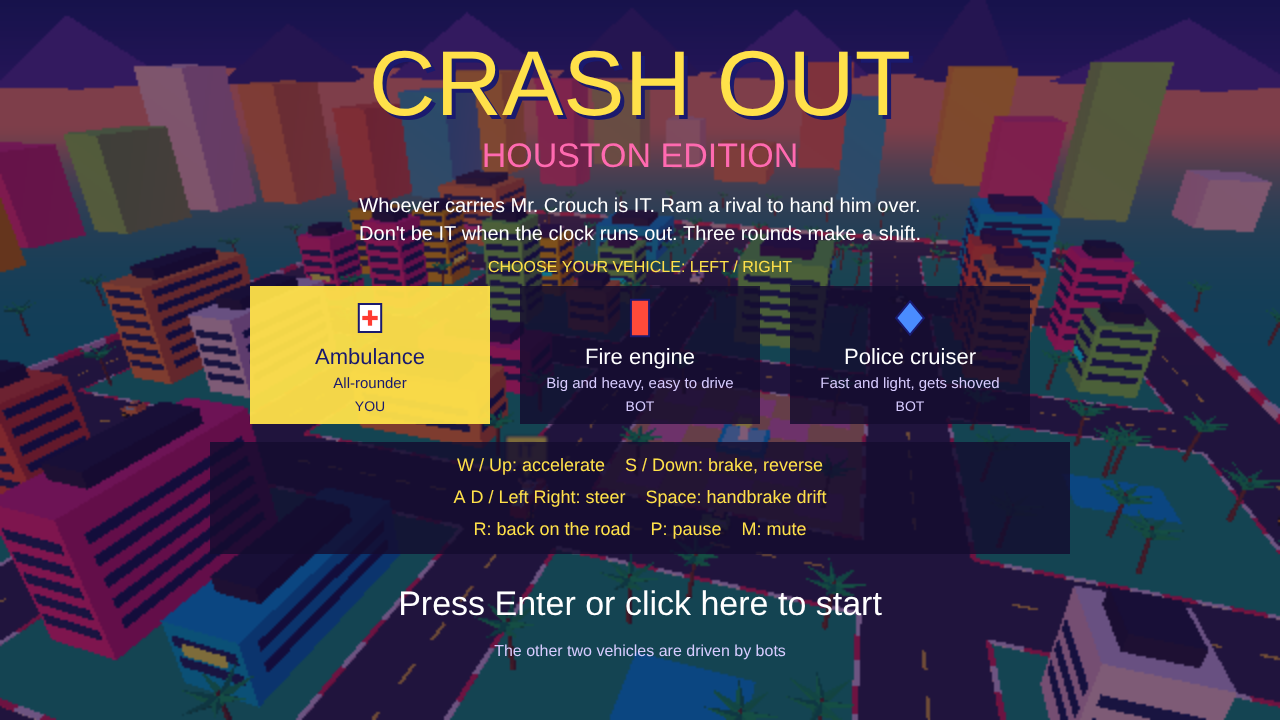 CRASH OUT
HOUSTON EDITION
Whoever carries Mr. Crouch is IT. Ram a rival to hand him over.
Don't be IT when the clock runs out. Three rounds make a shift.
CHOOSE YOUR VEHICLE: LEFT / RIGHT
Ambulance
All-rounder
YOU
Fire engine
Big and heavy, easy to drive
BOT
Police cruiser
Fast and light, gets shoved
BOT
W / Up: accelerate    S / Down: brake, reverse
A D / Left Right: steer    Space: handbrake drift
R: back on the road    P: pause    M: mute
Press Enter or click here to start
The other two vehicles are driven by bots